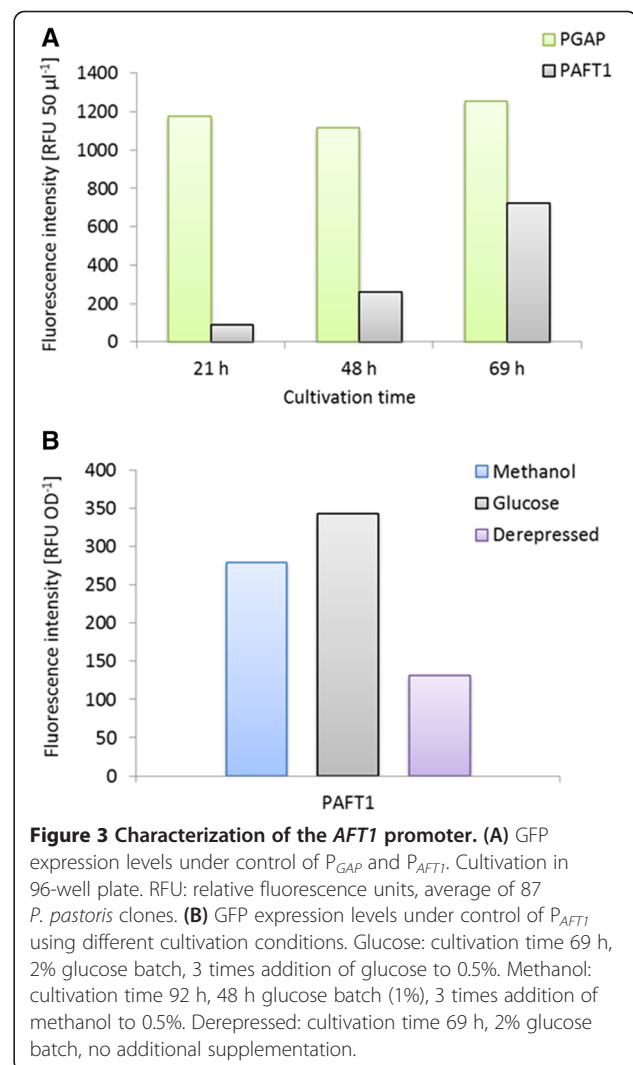 A
PGAP
PAFT1
Fluorescence intensity [RFU 50 µl⁻¹]
1400
1200
1000
800
600
400
200
0
21 h
48 h
69 h
Cultivation time
B
Methanol
Glucose
Derepressed
Fluorescence intensity [RFU OD⁻¹]
400
350
300
250
200
150
100
50
0
PAFT1
Figure 3 Characterization of the AFT1 promoter. (A) GFP
expression levels under control of P_GAP and P_AFT1. Cultivation in
96-well plate. RFU: relative fluorescence units, average of 87
P. pastoris clones. (B) GFP expression levels under control of P_AFT1
using different cultivation conditions. Glucose: cultivation time 69 h,
2% glucose batch, 3 times addition of glucose to 0.5%. Methanol:
cultivation time 92 h, 48 h glucose batch (1%), 3 times addition of
methanol to 0.5%. Derepressed: cultivation time 69 h, 2% glucose
batch, no additional supplementation.